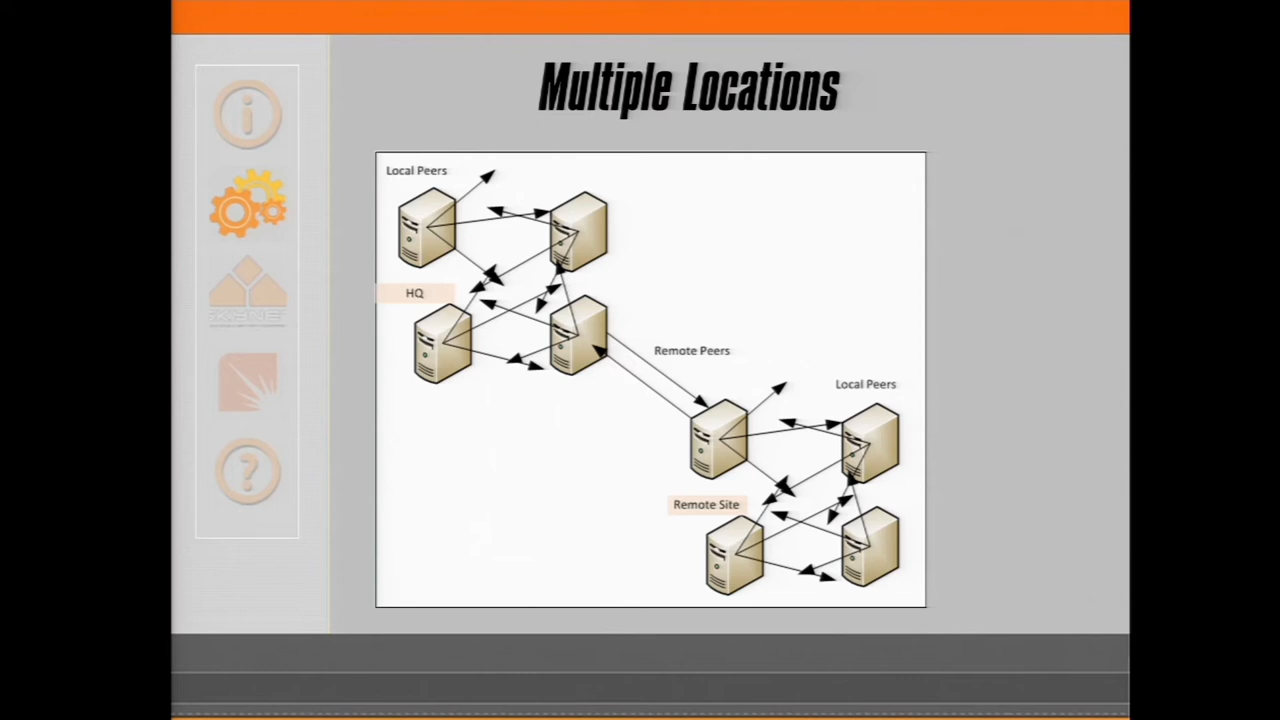 Multiple Locations
Local Peers
HQ
Remote Peers
Local Peers
Remote Site